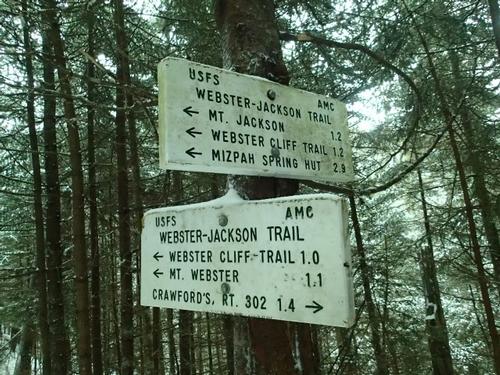 USFS AMC
WEBSTER-JACKSON TRAIL
← MT. JACKSON 1.2
← WEBSTER CLIFF TRAIL 1.2
← MIZPAH SPRING HUT 2.9
USFS AMC
WEBSTER-JACKSON TRAIL
← WEBSTER CLIFF-TRAIL 1.0
← MT. WEBSTER 1.1
CRAWFORD'S, RT. 302 1.4 →